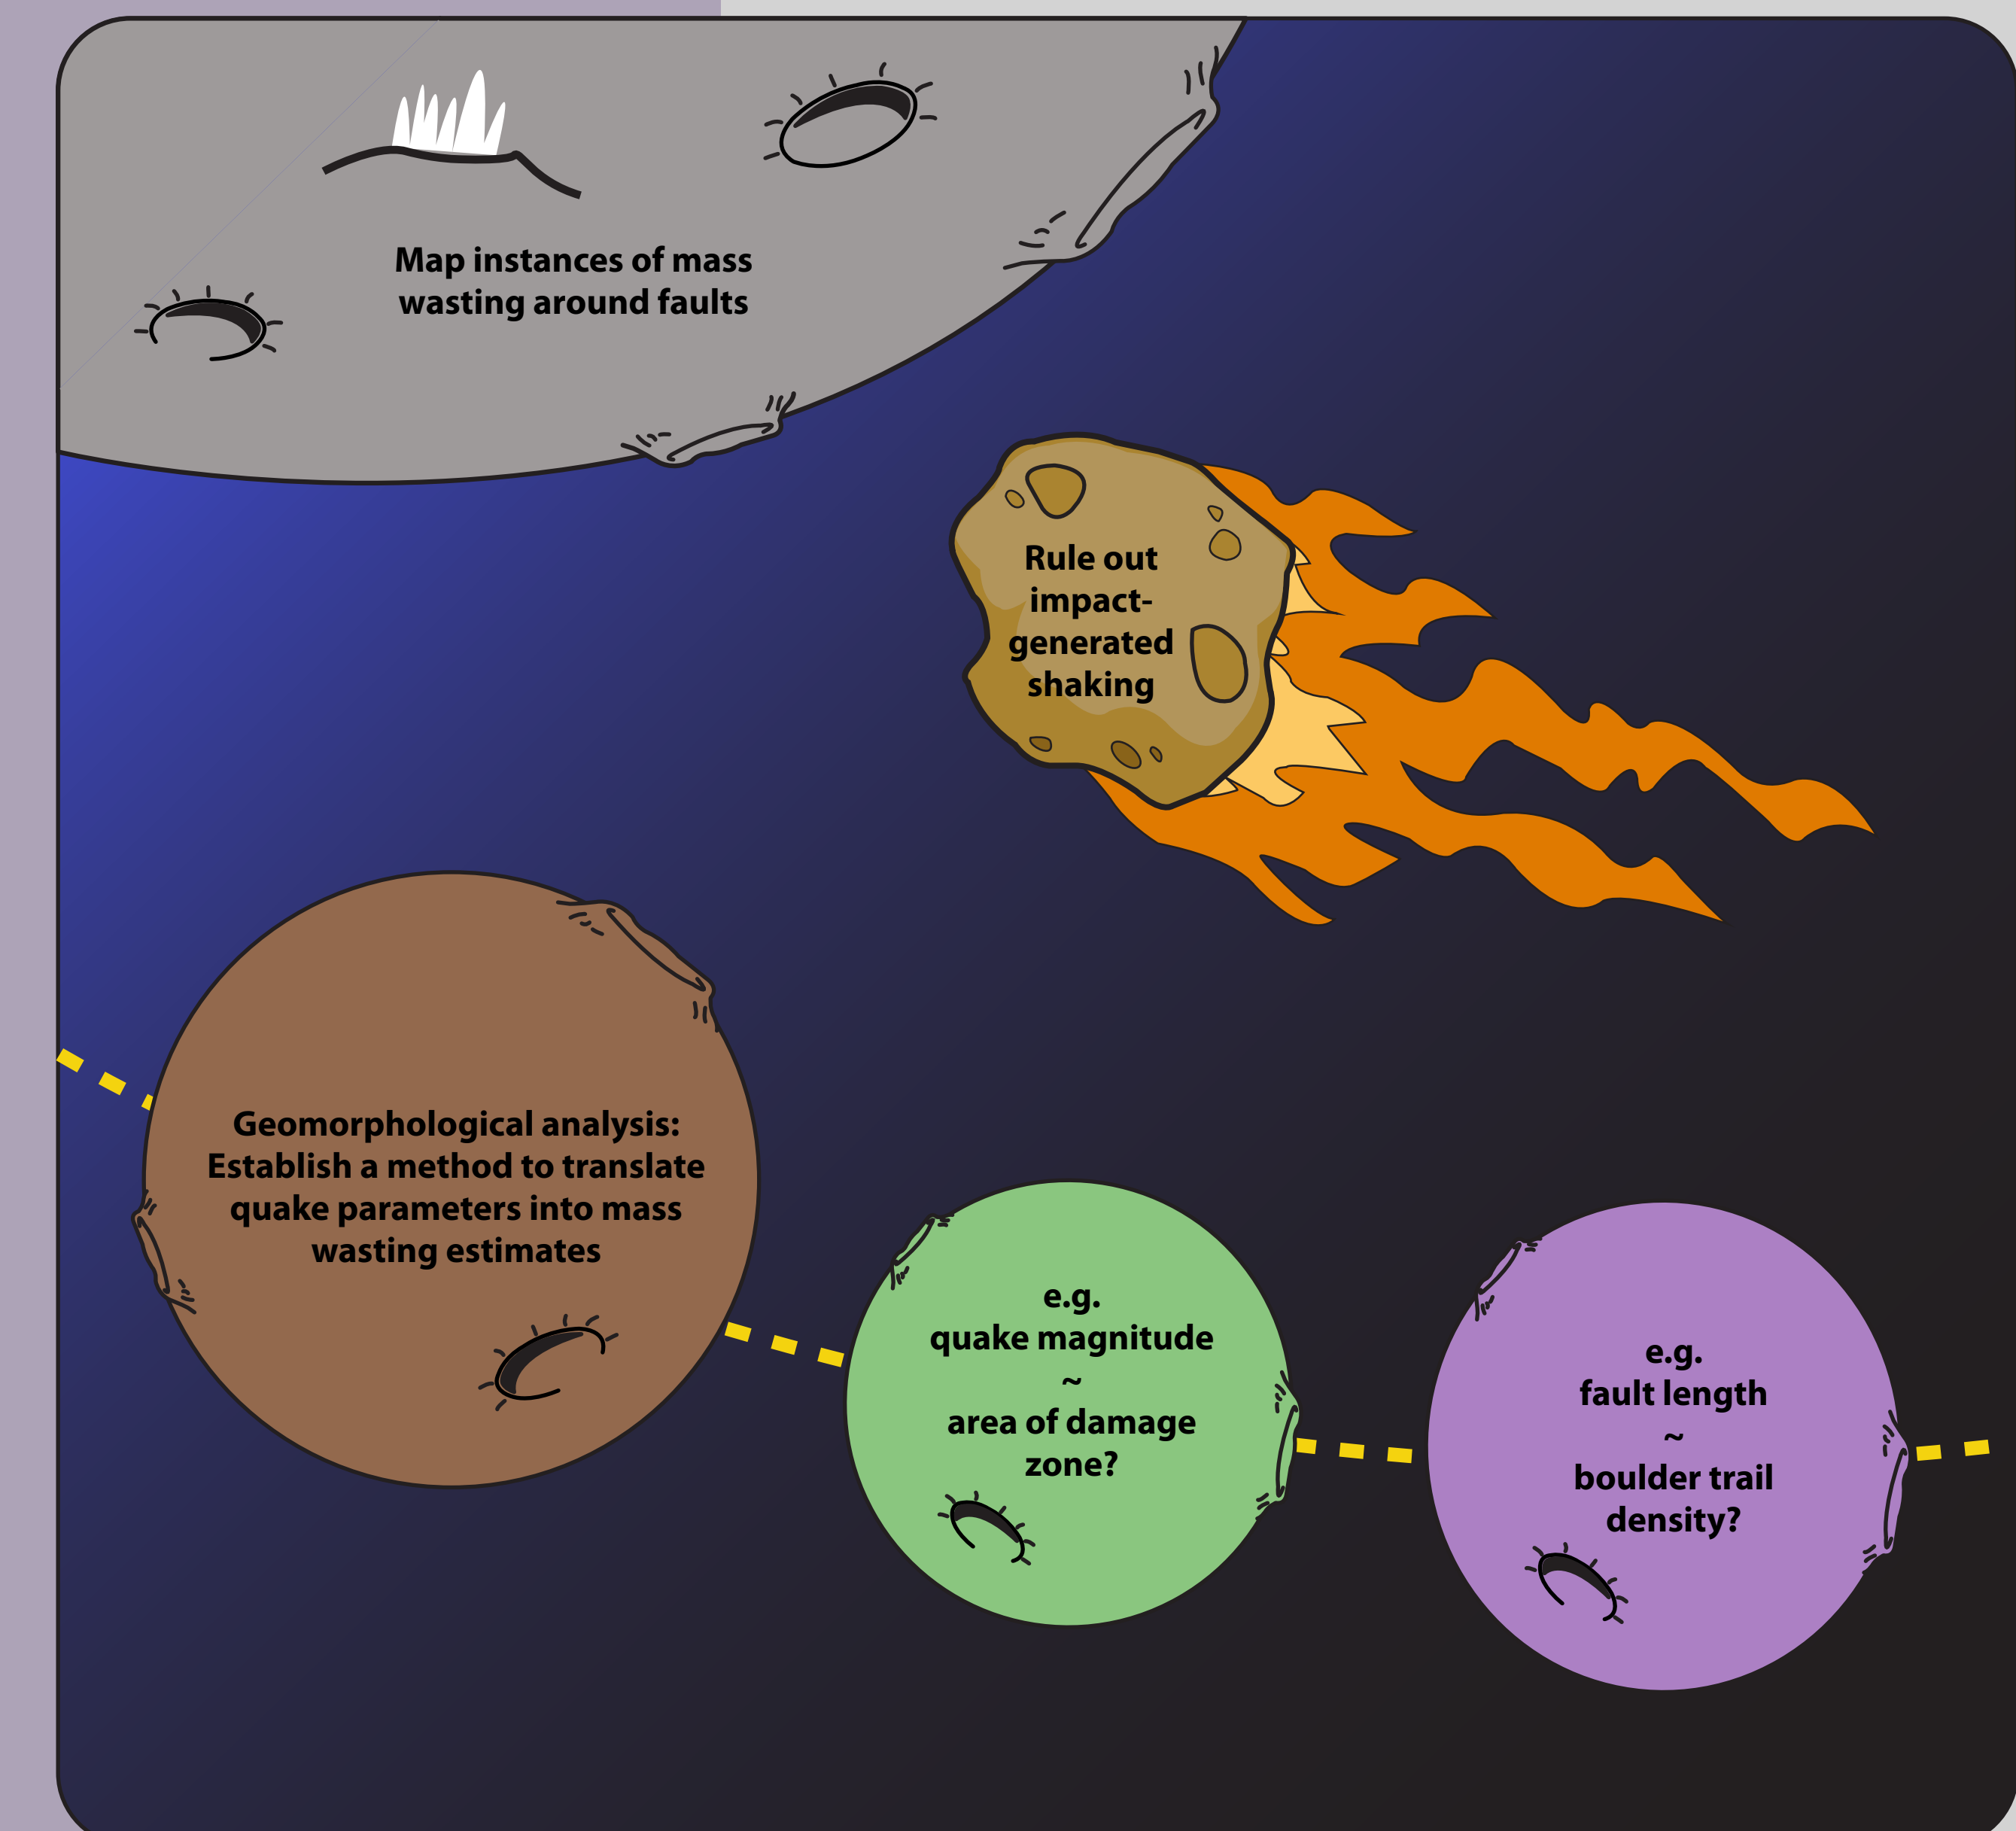 Map instances of mass
wasting around faults
Rule out
impact-
generated
shaking
Geomorphological analysis:
Establish a method to translate
quake parameters into mass
wasting estimates
e.g.
quake magnitude
~
area of damage
zone?
e.g.
fault length
~
boulder trail
density?